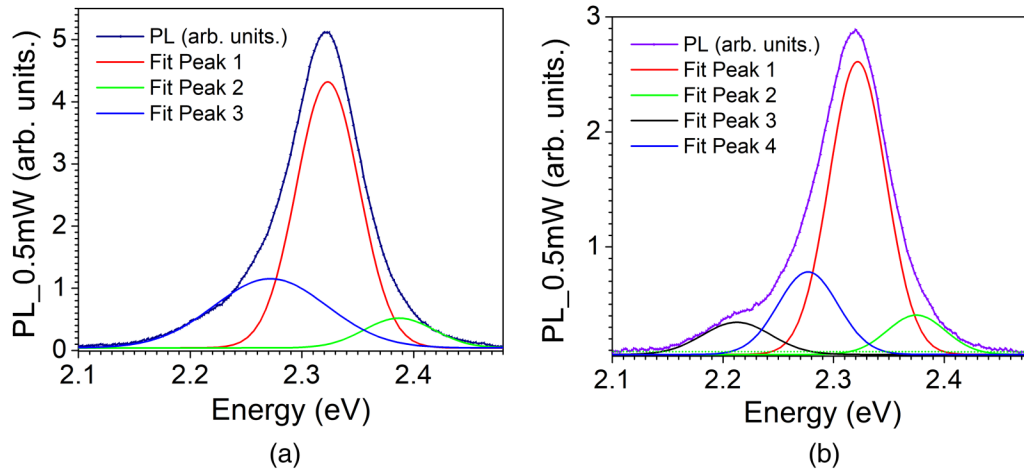 PL_0.5mW (arb. units.)
5
4
3
2
1
0
PL (arb. units.)
Fit Peak 1
Fit Peak 2
Fit Peak 3
2.1 2.2 2.3 2.4
Energy (eV)
(a)
PL_0.5mW (arb. units.)
3
2
1
PL (arb. units.)
Fit Peak 1
Fit Peak 2
Fit Peak 3
Fit Peak 4
2.1 2.2 2.3 2.4
Energy (eV)
(b)